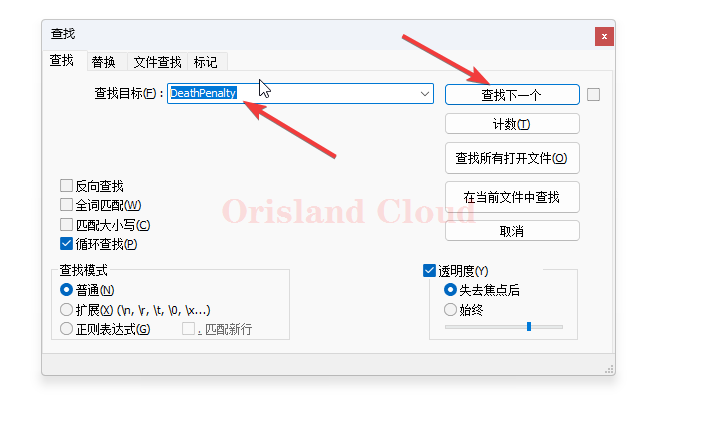 查找
查找 替换 文件查找 标记
查找目标(F) : DeathPenalty 查找下一个
计数(T)
查找所有打开文件(O)
在当前文件中查找
取消
Orisland Cloud
反向查找
全词匹配(W)
匹配大小写(C)
循环查找(P)
查找模式
普通(N)
扩展(X) (\n, \r, \t, \0, \x...)
正则表达式(G) . 匹配新行
透明度(Y)
失去焦点后
始终